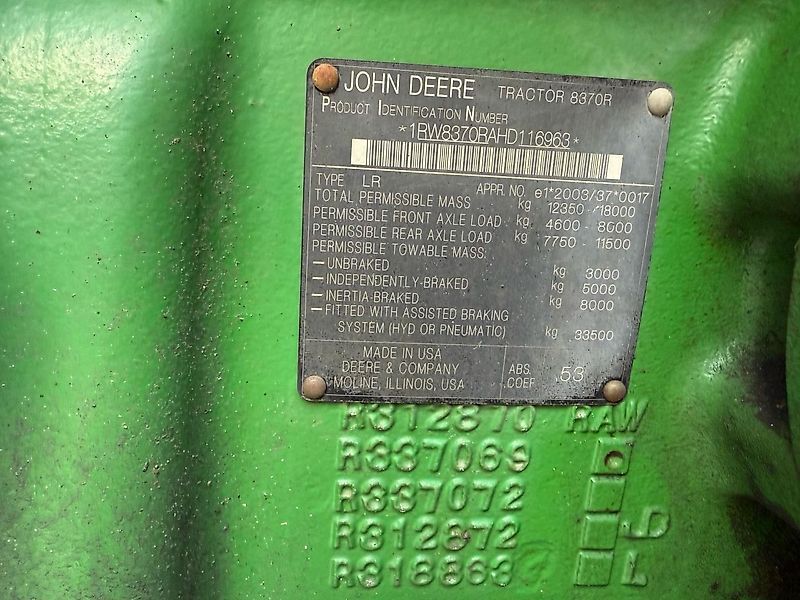 JOHN DEERE TRACTOR 8370R
PRODUCT IDENTIFICATION NUMBER
*1RW8370RAHD116963*
TYPE LR APPR. NO. e1*2003/37*0017
TOTAL PERMISSIBLE MASS kg 12350 - 18000
PERMISSIBLE FRONT AXLE LOAD kg 4600 - 8000
PERMISSIBLE REAR AXLE LOAD kg 7750 - 11500
PERMISSIBLE TOWABLE MASS:
- UNBRAKED kg 3000
- INDEPENDENTLY-BRAKED kg 5000
- INERTIA-BRAKED kg 8000
- FITTED WITH ASSISTED BRAKING
SYSTEM (HYD OR PNEUMATIC) kg 33500
MADE IN USA
DEERE & COMPANY
MOLINE, ILLINOIS, USA
ABS.
COEF. 53
R312870 RAW
R337069
R337072
R312872 LD
R318863 L